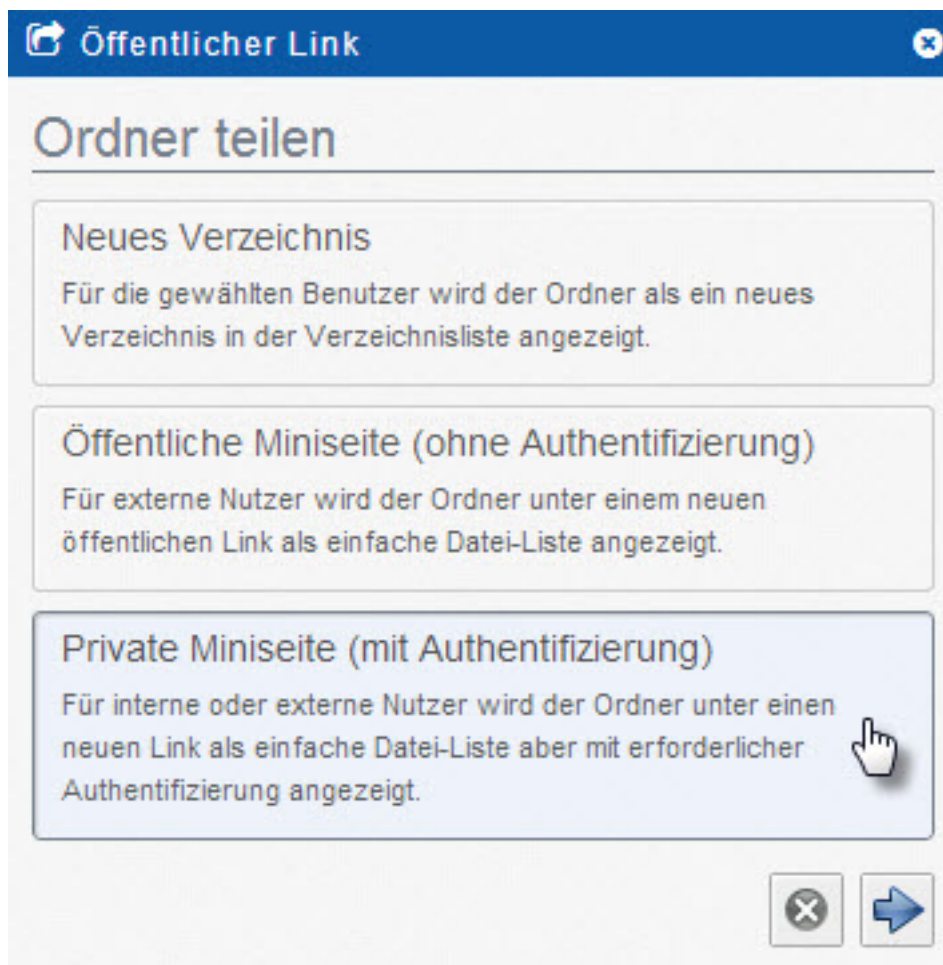 Öffentlicher Link
Ordner teilen
Neues Verzeichnis
Für die gewählten Benutzer wird der Ordner als ein neues
Verzeichnis in der Verzeichnisliste angezeigt.
Öffentliche Miniseite (ohne Authentifizierung)
Für externe Nutzer wird der Ordner unter einem neuen
öffentlichen Link als einfache Datei-Liste angezeigt.
Private Miniseite (mit Authentifizierung)
Für interne oder externe Nutzer wird der Ordner unter einen
neuen Link als einfache Datei-Liste aber mit erforderlicher
Authentifizierung angezeigt.